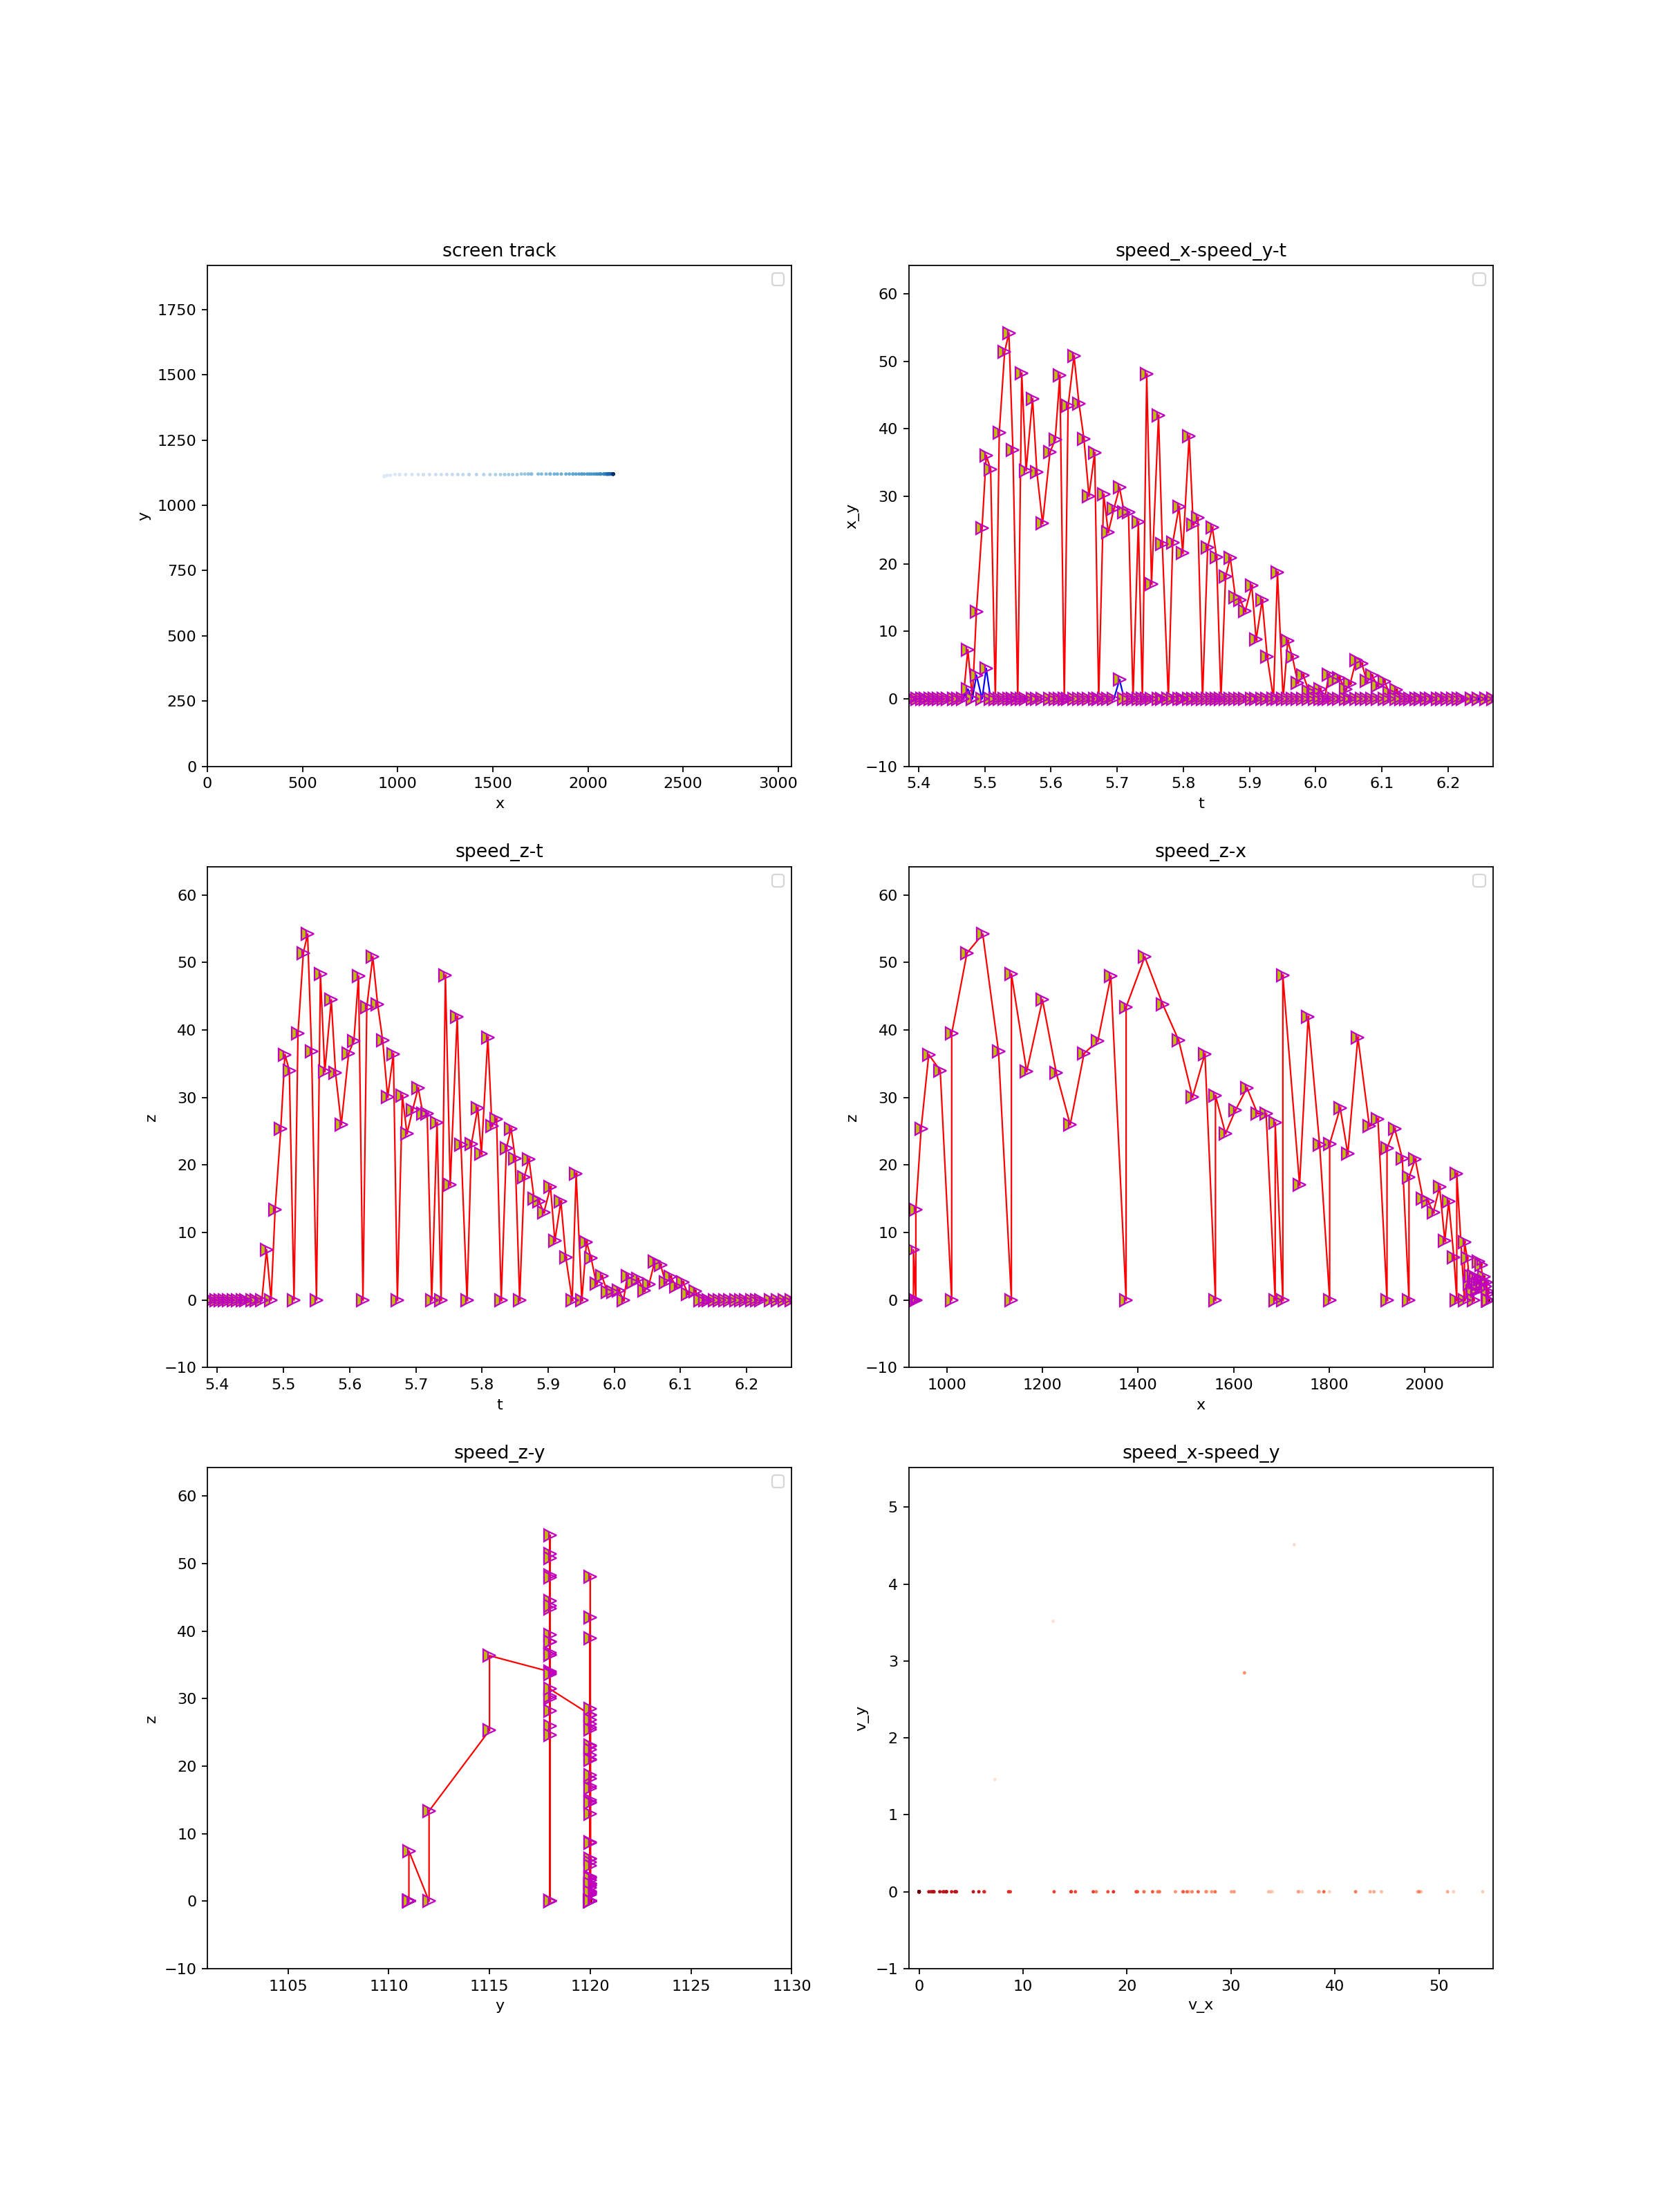 screen track
1750
1500
1250
1000
750
500
250
0
y
0 500 1000 1500 2000 2500 3000
x
speed_x-speed_y-t
60
50
40
30
20
10
0
−10
x_y
5.4 5.5 5.6 5.7 5.8 5.9 6.0 6.1 6.2
t
speed_z-t
60
50
40
30
20
10
0
−10
z
5.4 5.5 5.6 5.7 5.8 5.9 6.0 6.1 6.2
t
speed_z-x
60
50
40
30
20
10
0
−10
z
1000 1200 1400 1600 1800 2000
x
speed_z-y
60
50
40
30
20
10
0
−10
z
1105 1110 1115 1120 1125 1130
y
speed_x-speed_y
5
4
3
2
1
0
−1
v_y
0 10 20 30 40 50
v_x